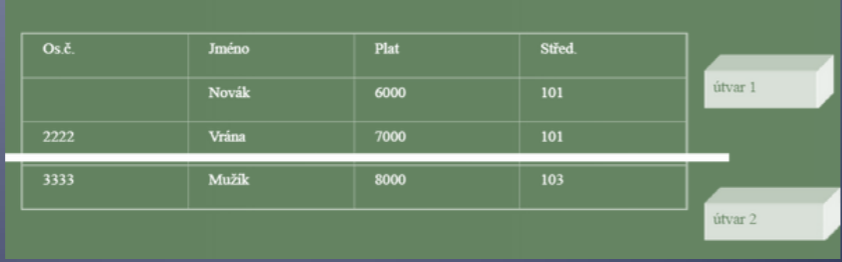 Os.č. Jméno Plat Střed.
Novák 6000 101
útvar 1
2222 Vrána 7000 101
3333 Mužík 8000 103
útvar 2